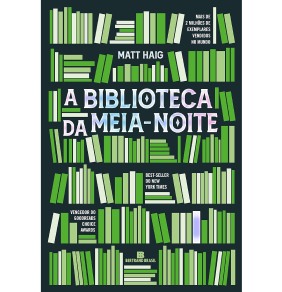 MAIS DE
2 MILHÕES DE
EXEMPLARES
VENDIDOS
NO MUNDO
MATT HAIG
A BIBLIOTECA
DA MEIA-NOITE
BEST-SELLER
DO NEW
YORK TIMES
VENCEDOR DO
GOODREADS
CHOICE
AWARDS
BERTRAND BRASIL